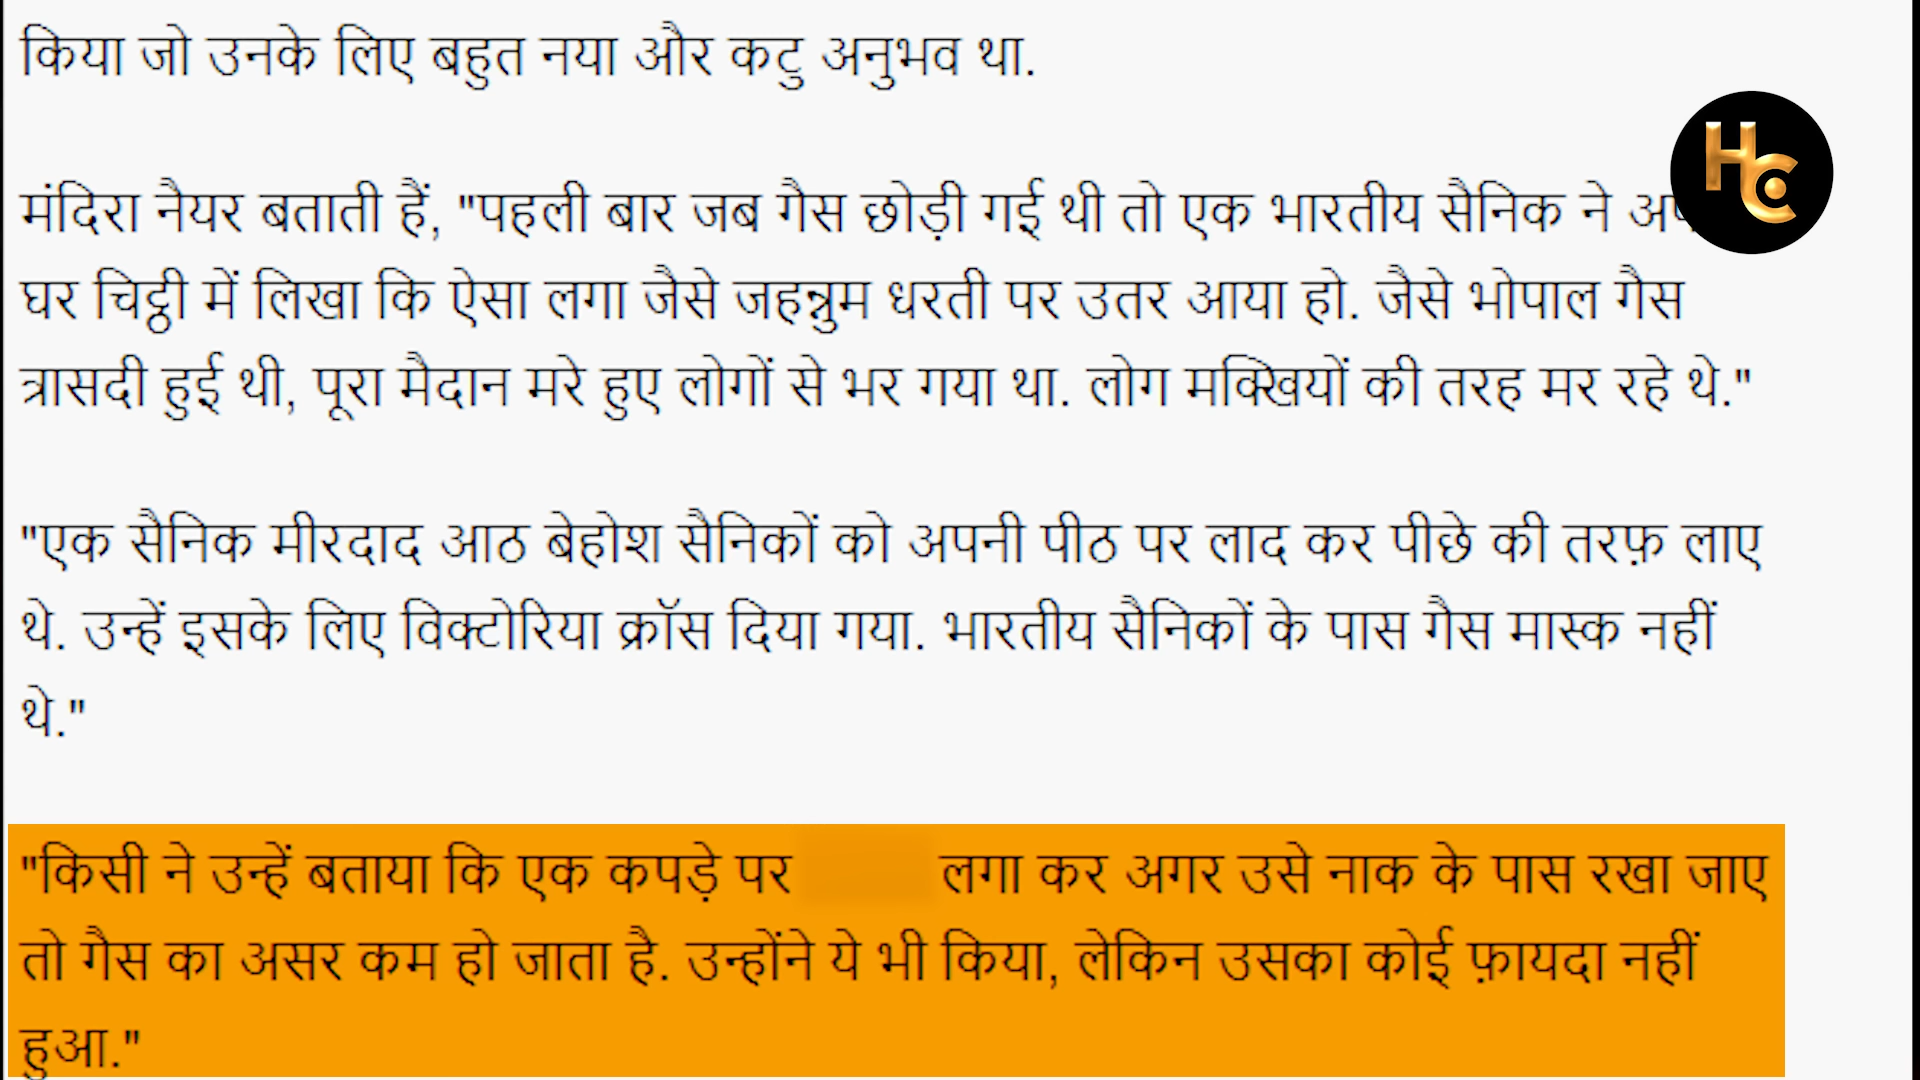 किया जो उनके लिए बहुत नया और कटु अनुभव था.
मंदिरा नैयर बताती हैं, "पहली बार जब गैस छोड़ी गई थी तो एक भारतीय सैनिक ने
घर चिट्ठी में लिखा कि ऐसा लगा जैसे जहन्नुम धरती पर उतर आया हो. जैसे भोपाल गैस
त्रासदी हुई थी, पूरा मैदान मरे हुए लोगों से भर गया था. लोग मक्खियों की तरह मर रहे थे."
"एक सैनिक मीरदाद आठ बेहोश सैनिकों को अपनी पीठ पर लाद कर पीछे की तरफ़ लाए
थे. उन्हें इसके लिए विक्टोरिया क्रॉस दिया गया. भारतीय सैनिकों के पास गैस मास्क नहीं
थे."
"किसी ने उन्हें बताया कि एक कपड़े पर लगा कर अगर उसे नाक के पास रखा जाए
तो गैस का असर कम हो जाता है. उन्होंने ये भी किया, लेकिन उसका कोई फ़ायदा नहीं
हुआ."
HC